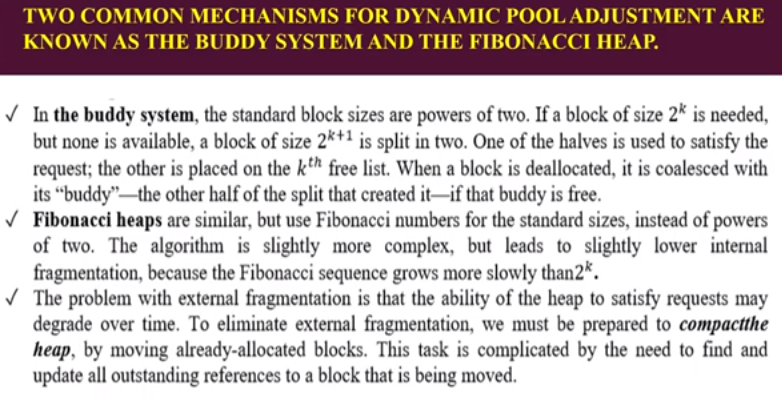 TWO COMMON MECHANISMS FOR DYNAMIC POOL ADJUSTMENT ARE
KNOWN AS THE BUDDY SYSTEM AND THE FIBONACCI HEAP.
✓ In the buddy system, the standard block sizes are powers of two. If a block of size 2ᵏ is needed,
but none is available, a block of size 2ᵏ⁺¹ is split in two. One of the halves is used to satisfy the
request; the other is placed on the kᵗʰ free list. When a block is deallocated, it is coalesced with
its “buddy”—the other half of the split that created it—if that buddy is free.
✓ Fibonacci heaps are similar, but use Fibonacci numbers for the standard sizes, instead of powers
of two. The algorithm is slightly more complex, but leads to slightly lower internal
fragmentation, because the Fibonacci sequence grows more slowly than2ᵏ.
✓ The problem with external fragmentation is that the ability of the heap to satisfy requests may
degrade over time. To eliminate external fragmentation, we must be prepared to compactthe
heap, by moving already-allocated blocks. This task is complicated by the need to find and
update all outstanding references to a block that is being moved.